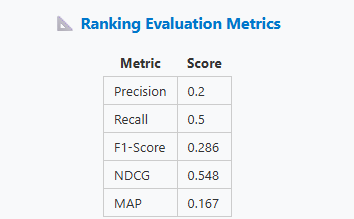 Ranking Evaluation Metrics
Metric Score
Precision 0.2
Recall 0.5
F1-Score 0.286
NDCG 0.548
MAP 0.167